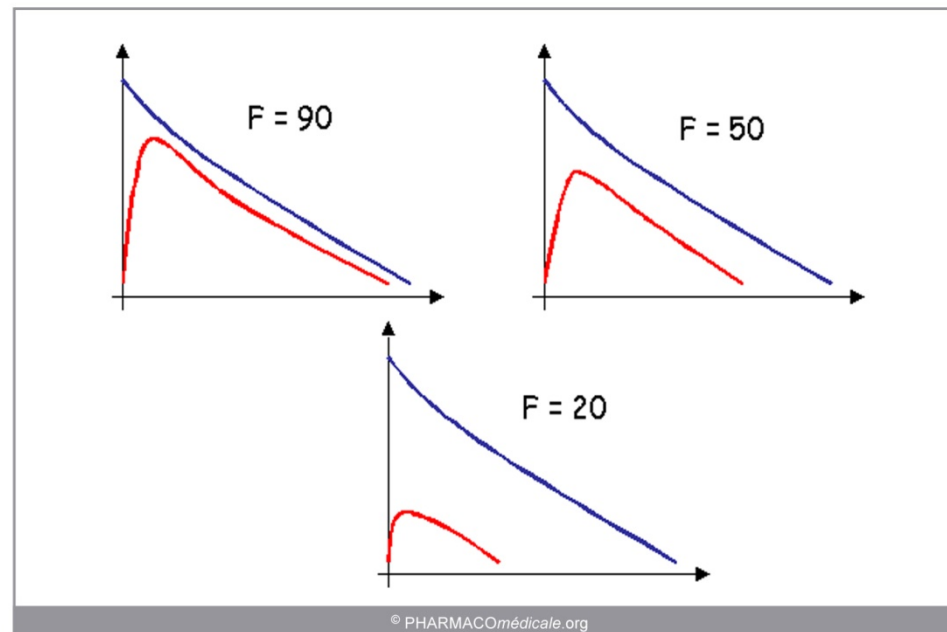 F = 90
F = 50
F = 20
© PHARMACOmédicale.org